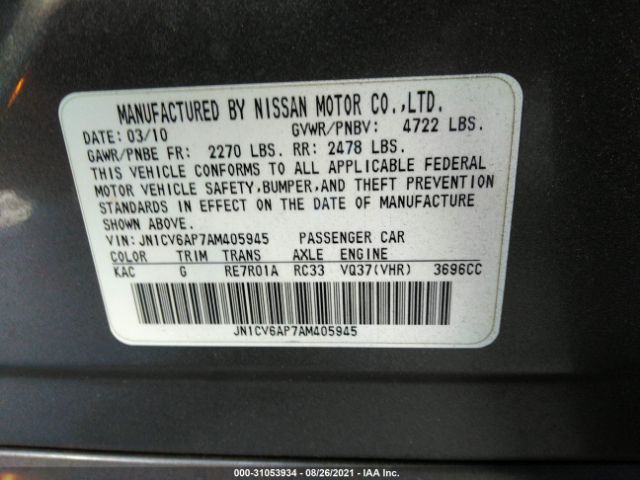 MANUFACTURED BY NISSAN MOTOR CO.,LTD.
DATE: 03/10 GVWR/PNBV: 4722 LBS.
GAWR/PNBE FR: 2270 LBS. RR: 2478 LBS.
THIS VEHICLE CONFORMS TO ALL APPLICABLE FEDERAL
MOTOR VEHICLE SAFETY,BUMPER,AND THEFT PREVENTION
STANDARDS IN EFFECT ON THE DATE OF MANUFACTURE
SHOWN ABOVE.
VIN: JN1CV6AP7AM405945 PASSENGER CAR
COLOR TRIM TRANS AXLE ENGINE
KAC G RE7R01A RC33 VQ37(VHR) 3696CC
JN1CV6AP7AM405945
000-31053934 - 08/26/2021 - IAA Inc.